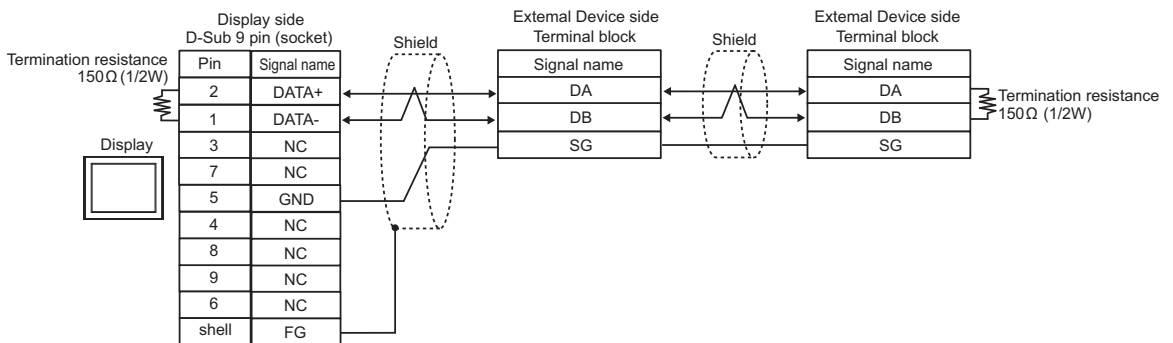 Display side
D-Sub 9 pin (socket)
Termination resistance
150Ω (1/2W)
Pin Signal name
2 DATA+
1 DATA-
3 NC
7 NC
5 GND
4 NC
8 NC
9 NC
6 NC
shell FG
Display
Shield
External Device side
Terminal block
Signal name
DA
DB
SG
Shield
External Device side
Terminal block
Signal name
DA
DB
SG
Termination resistance
150Ω (1/2W)